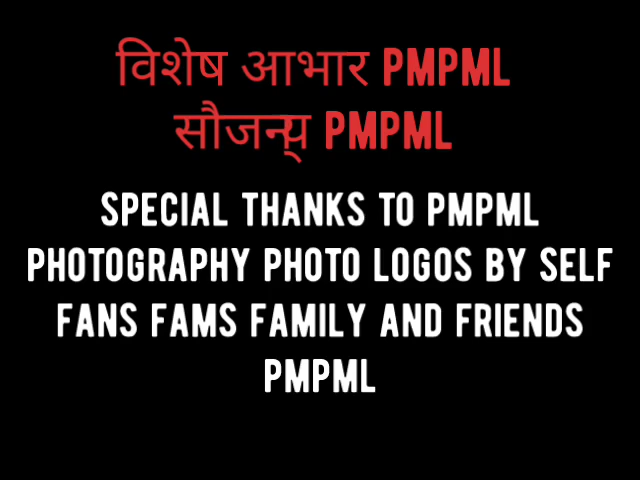 विशेष आभार PMPML
सौजन्य् PMPML
SPECIAL THANKS TO PMPML
PHOTOGRAPHY PHOTO LOGOS BY SELF
FANS FAMS FAMILY AND FRIENDS
PMPML